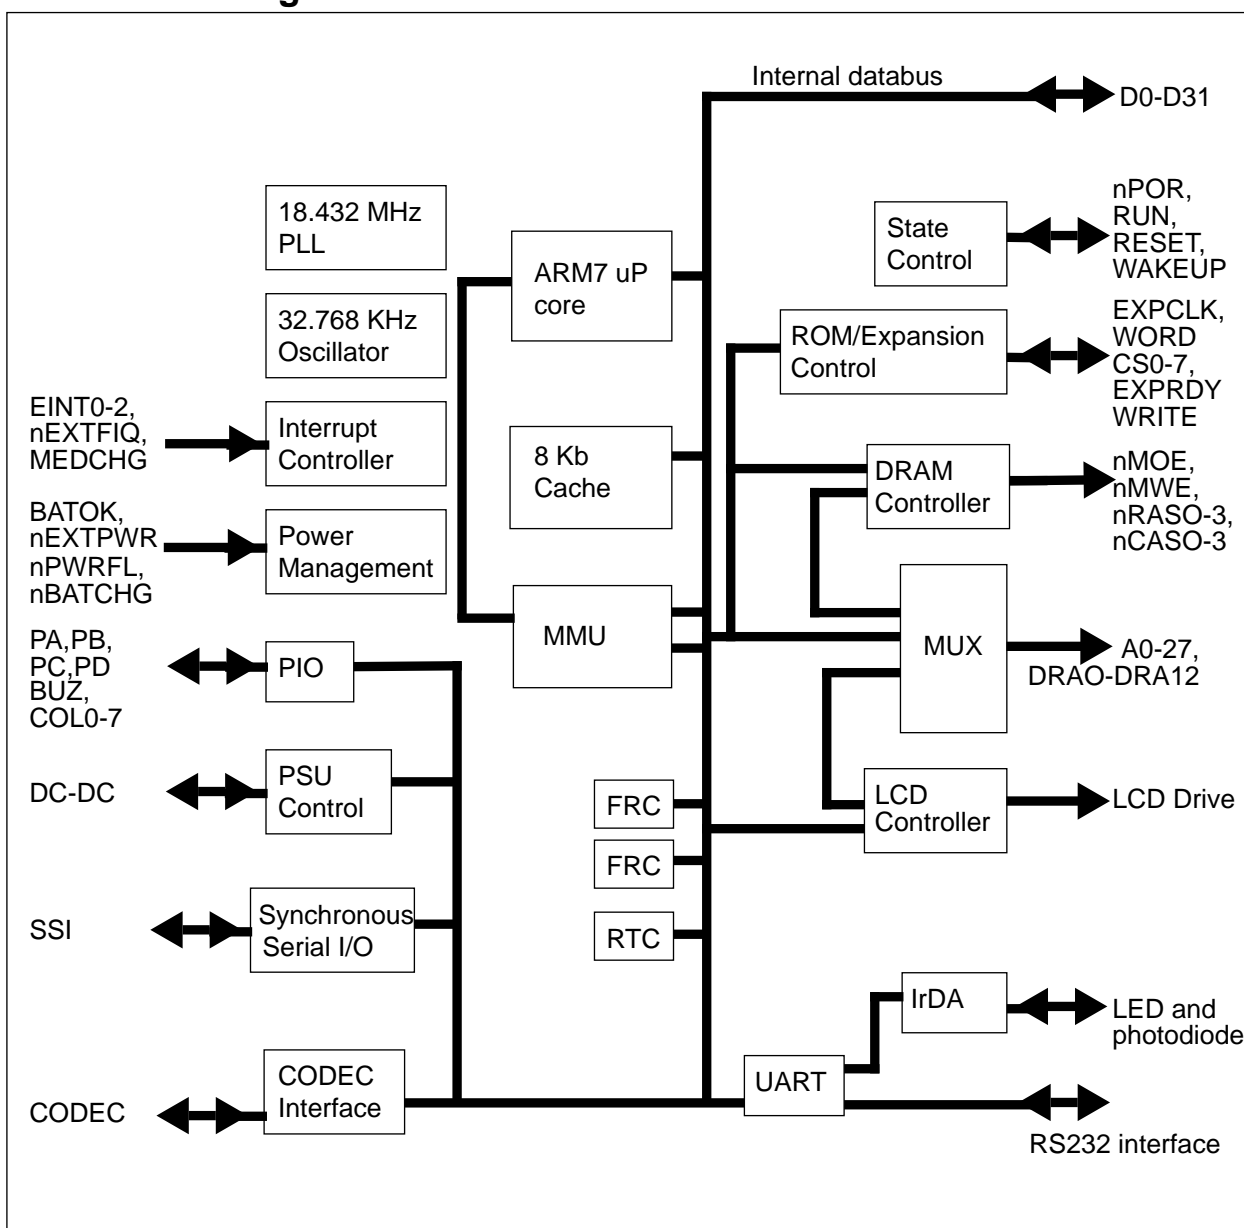 Internal databus
D0-D31
18.432 MHz
PLL
ARM7 uP
core
State
Control
nPOR,
RUN,
RESET,
WAKEUP
32.768 KHz
Oscillator
ROM/Expansion
Control
EXPCLK,
WORD
CS0-7,
EXPRDY
WRITE
EINT0-2,
nEXTFIQ,
MEDCHG
Interrupt
Controller
8 Kb
Cache
DRAM
Controller
nMOE,
nMWE,
nRASO-3,
nCASO-3
BATOK,
nEXTPWR
nPWRFL,
nBATCHG
Power
Management
MMU
MUX
A0-27,
DRAO-DRA12
PA,PB,
PC,PD
BUZ,
COL0-7
PIO
DC-DC
PSU
Control
FRC
LCD
Controller
LCD Drive
FRC
SSI
Synchronous
Serial I/O
RTC
IrDA
LED and
photodiode
CODEC
CODEC
Interface
UART
RS232 interface